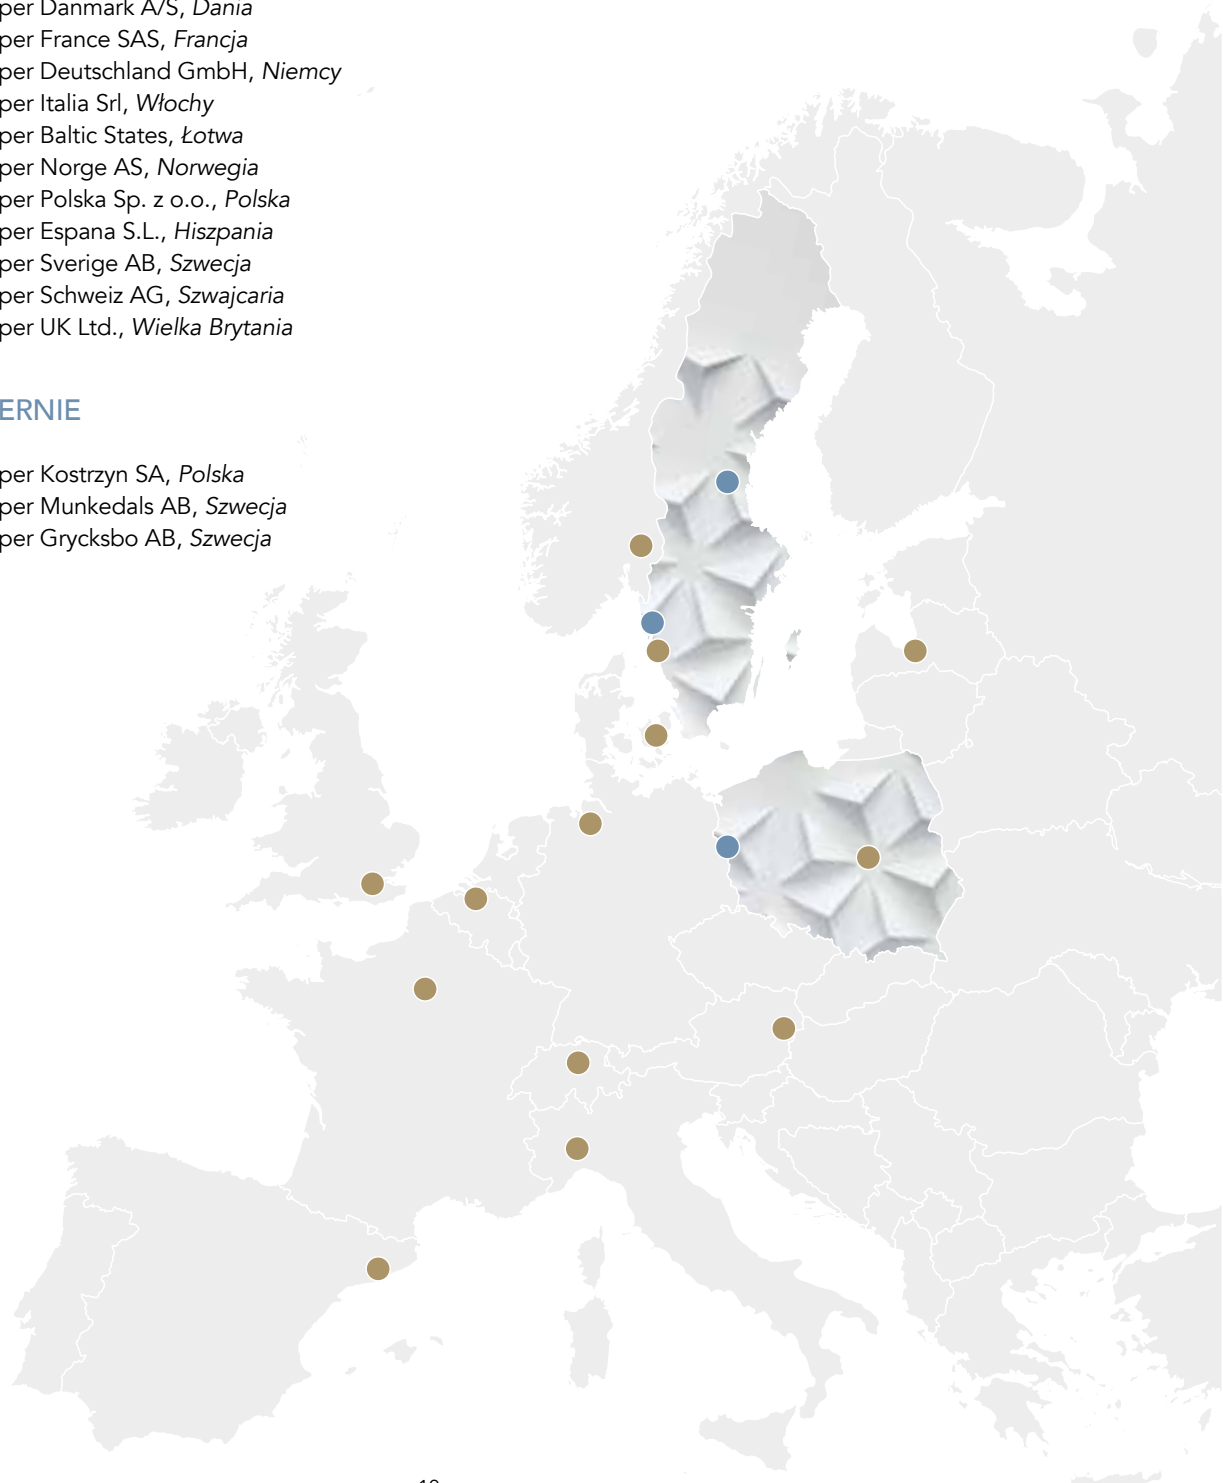 per Danmark A/S, Dania
per France SAS, Francja
per Deutschland GmbH, Niemcy
per Italia Srl, Włochy
per Baltic States, Łotwa
per Norge AS, Norwegia
per Polska Sp. z o.o., Polska
per Espana S.L., Hiszpania
per Sverige AB, Szwecja
per Schweiz AG, Szwajcaria
per UK Ltd., Wielka Brytania
ERNIE
per Kostrzyn SA, Polska
per Munkedals AB, Szwecja
per Grycksbo AB, Szwecja